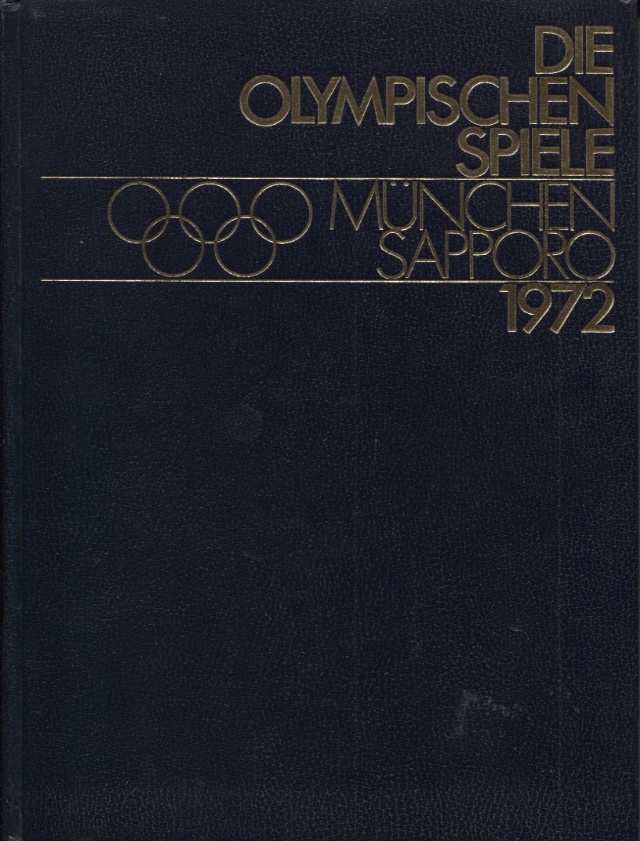 DIE
OLYMPISCHEN
SPIELE
MÜNCHEN
SAPPORO
1972